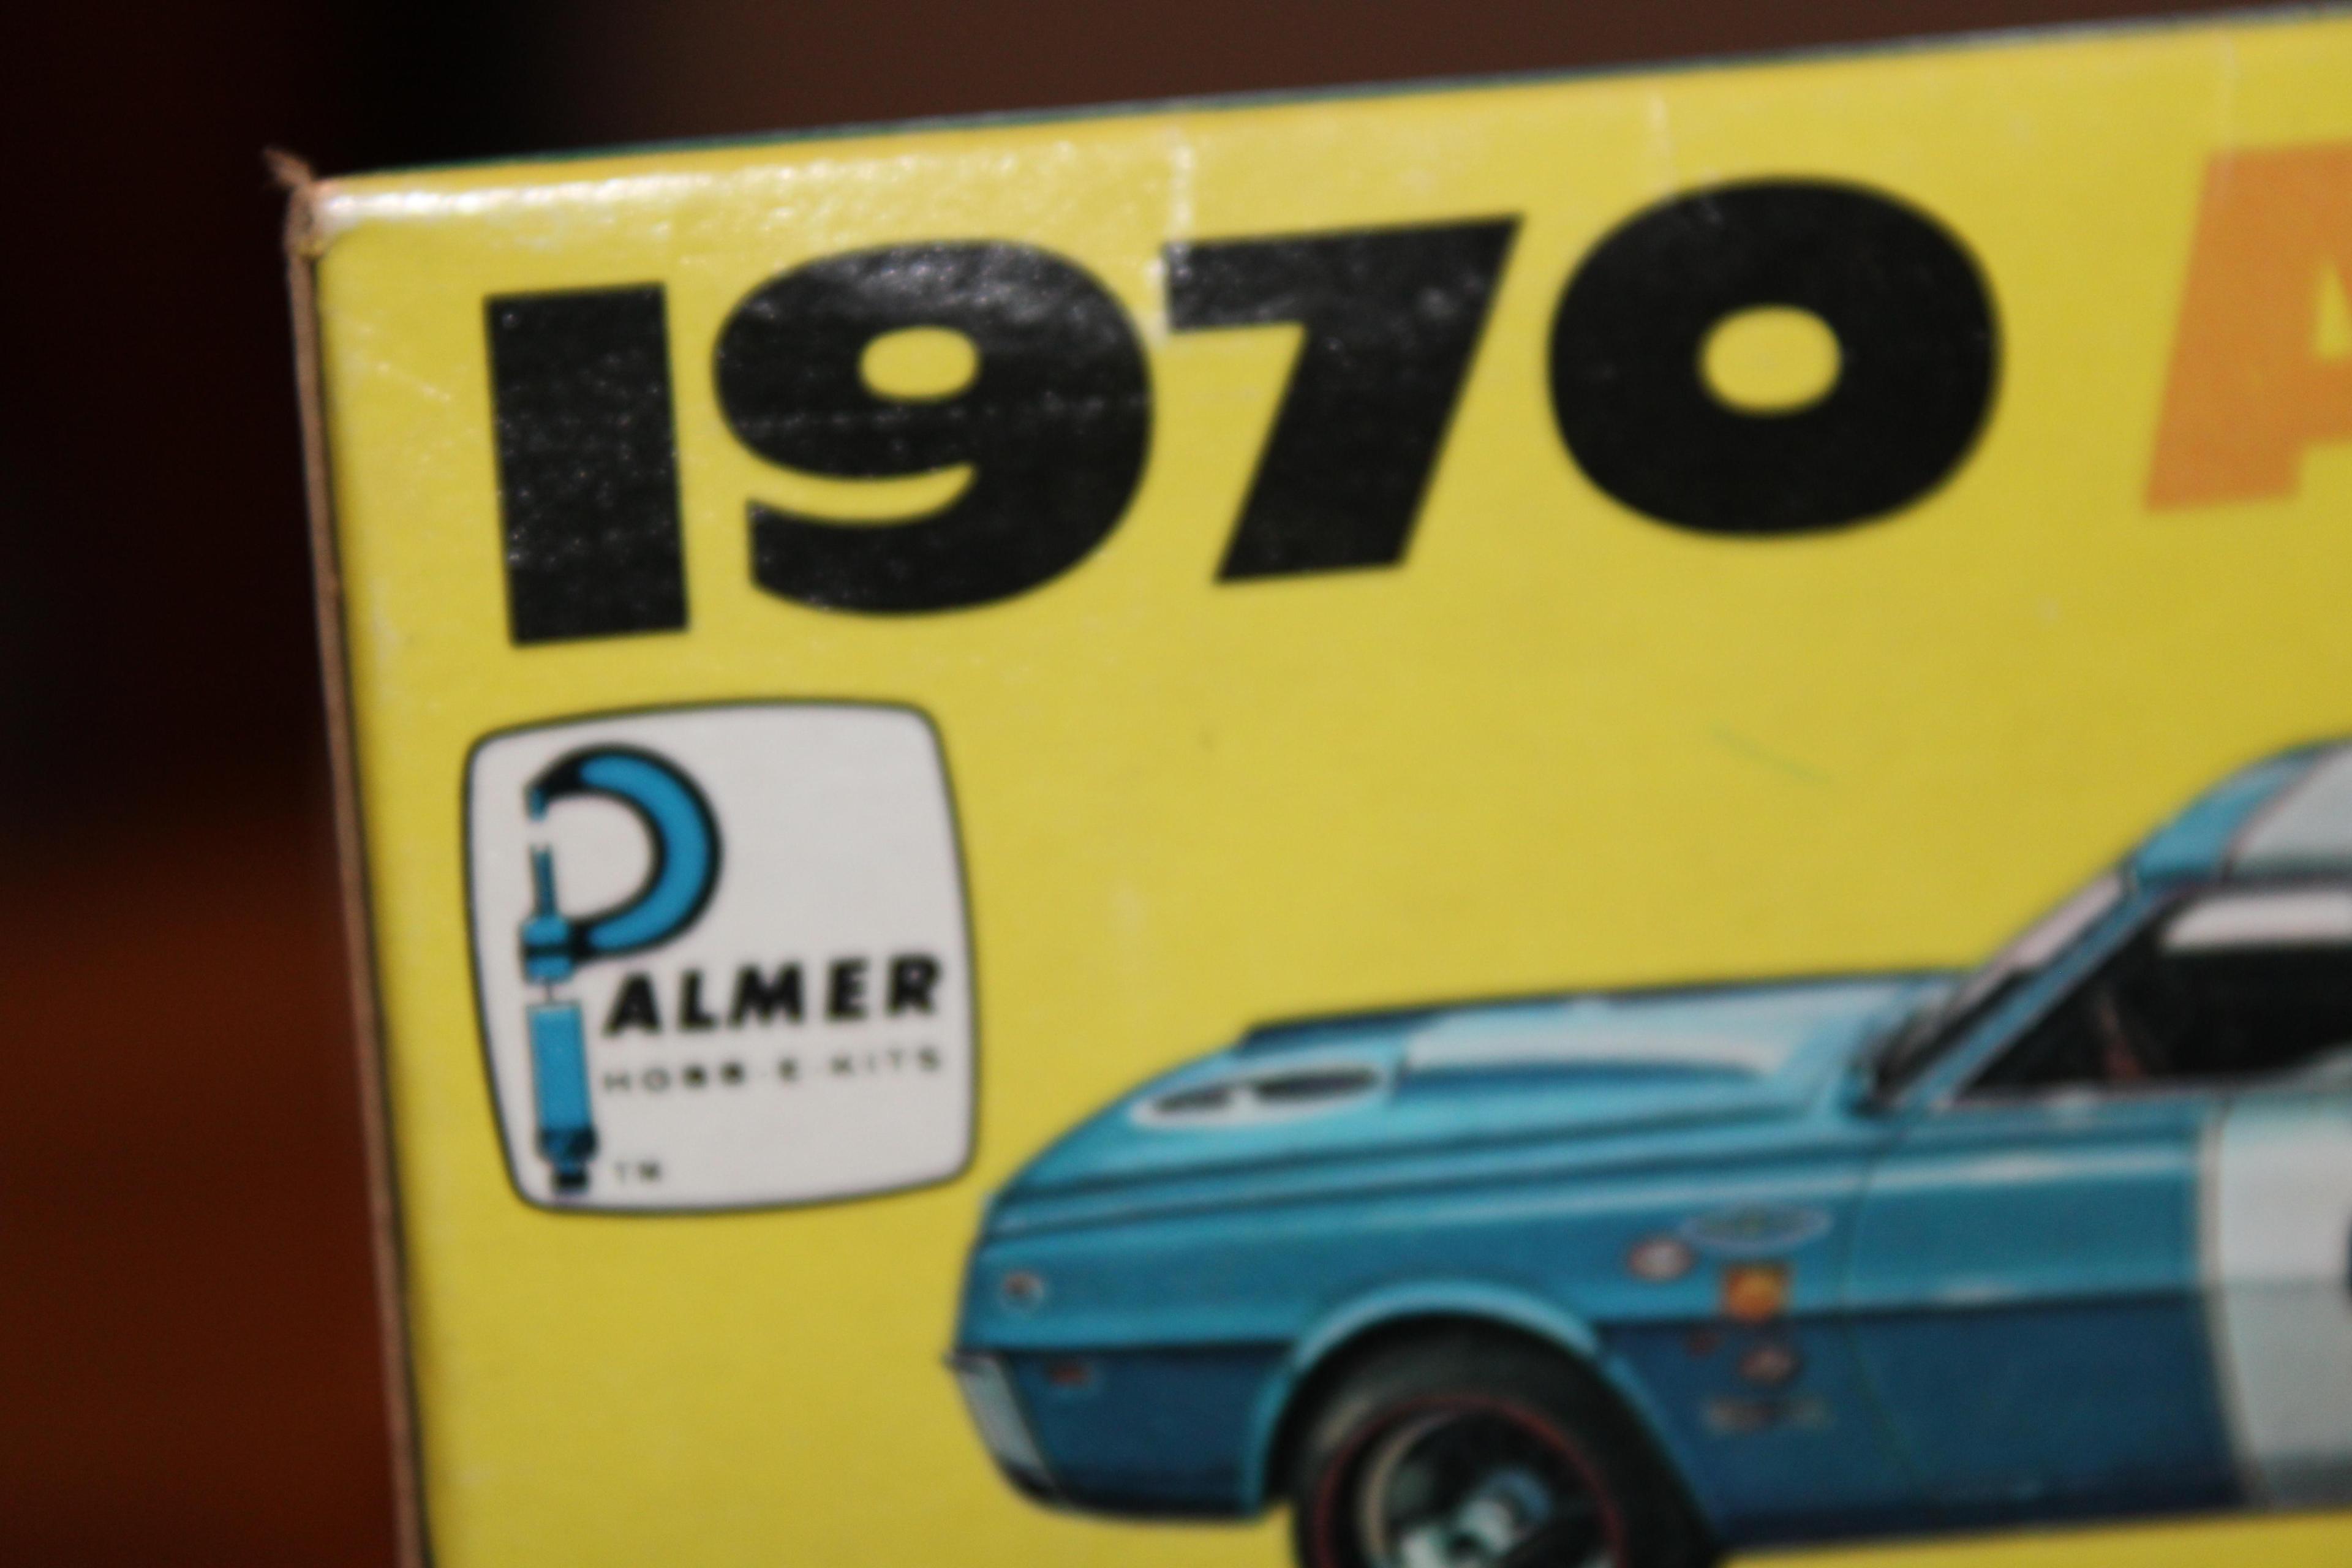 1970 A
PALMER
HOBB-E-KITS
TM